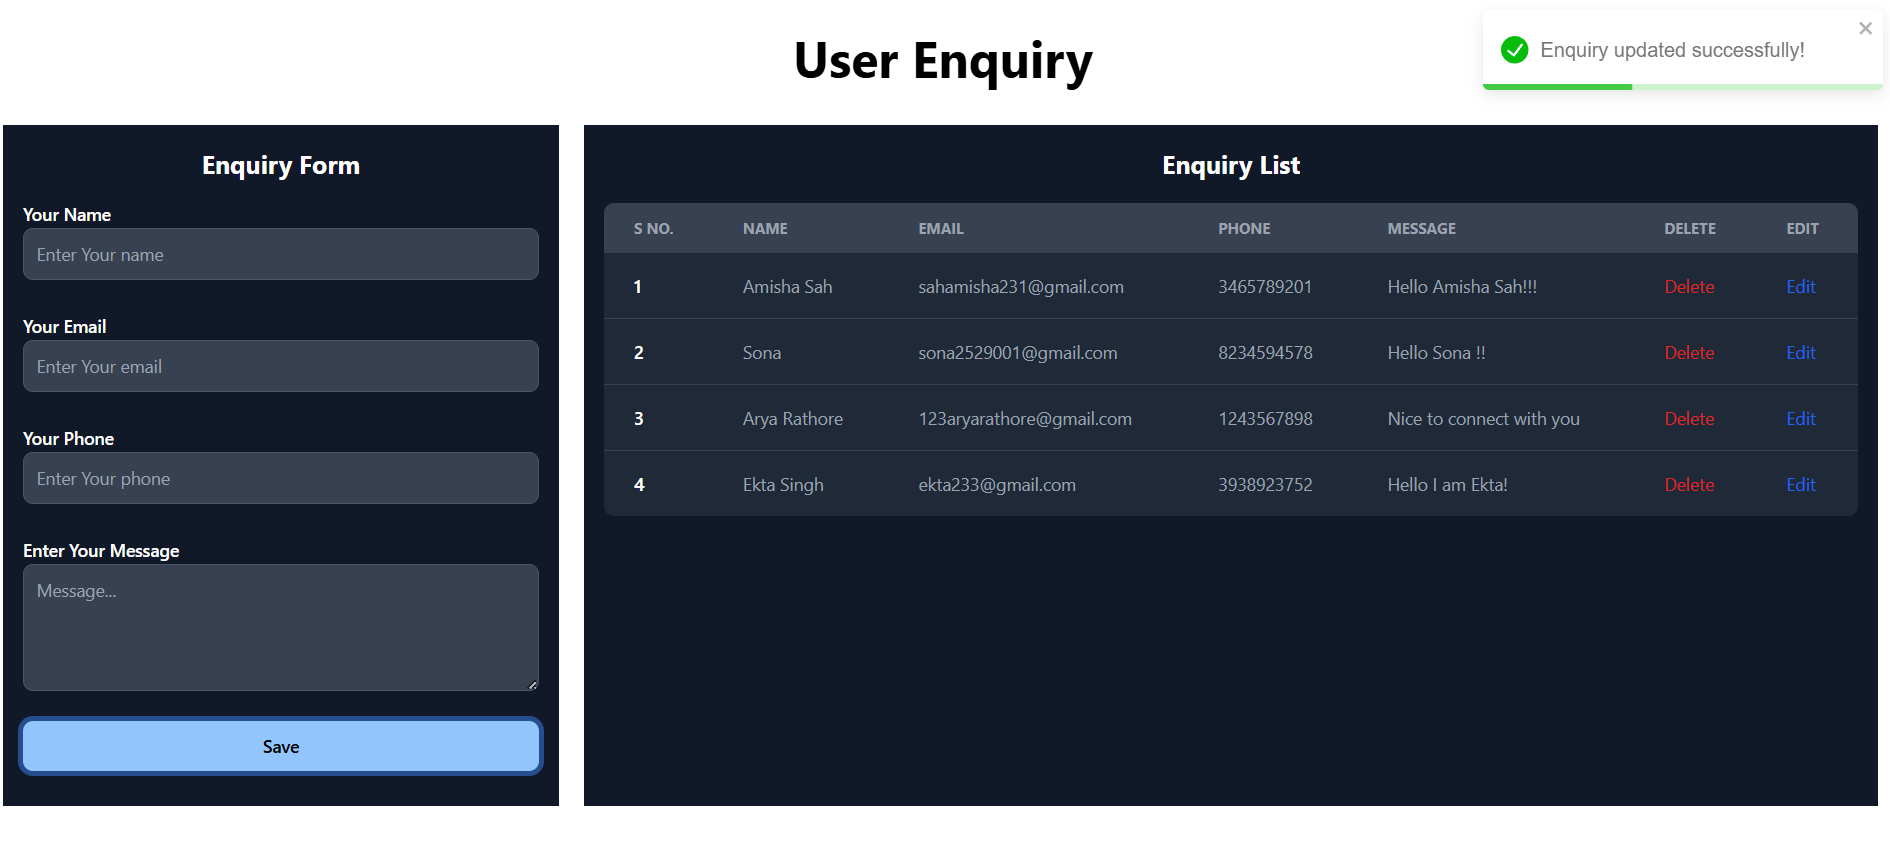 User Enquiry
Enquiry updated successfully!
Enquiry Form
Your Name
Enter Your name
Your Email
Enter Your email
Your Phone
Enter Your phone
Enter Your Message
Message...
Save
Enquiry List
S NO. NAME EMAIL PHONE MESSAGE DELETE EDIT
1 Amisha Sah sahamisha231@gmail.com 3465789201 Hello Amisha Sah!!! Delete Edit
2 Sona sona2529001@gmail.com 8234594578 Hello Sona !! Delete Edit
3 Arya Rathore 123aryarathore@gmail.com 1243567898 Nice to connect with you Delete Edit
4 Ekta Singh ekta233@gmail.com 3938923752 Hello I am Ekta! Delete Edit